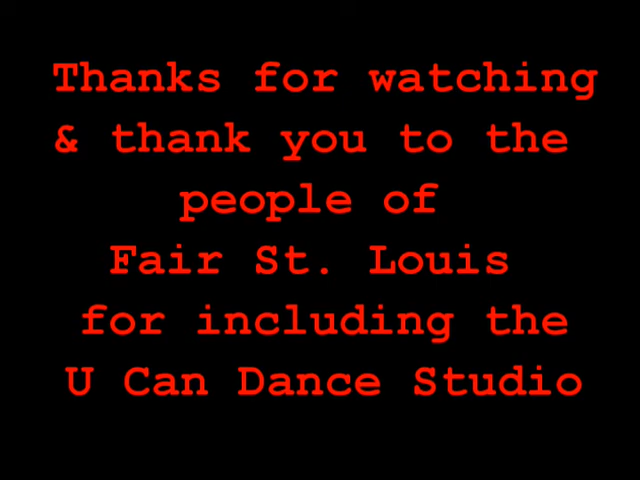 Thanks for watching
& thank you to the
people of
Fair St. Louis
for including the
U Can Dance Studio